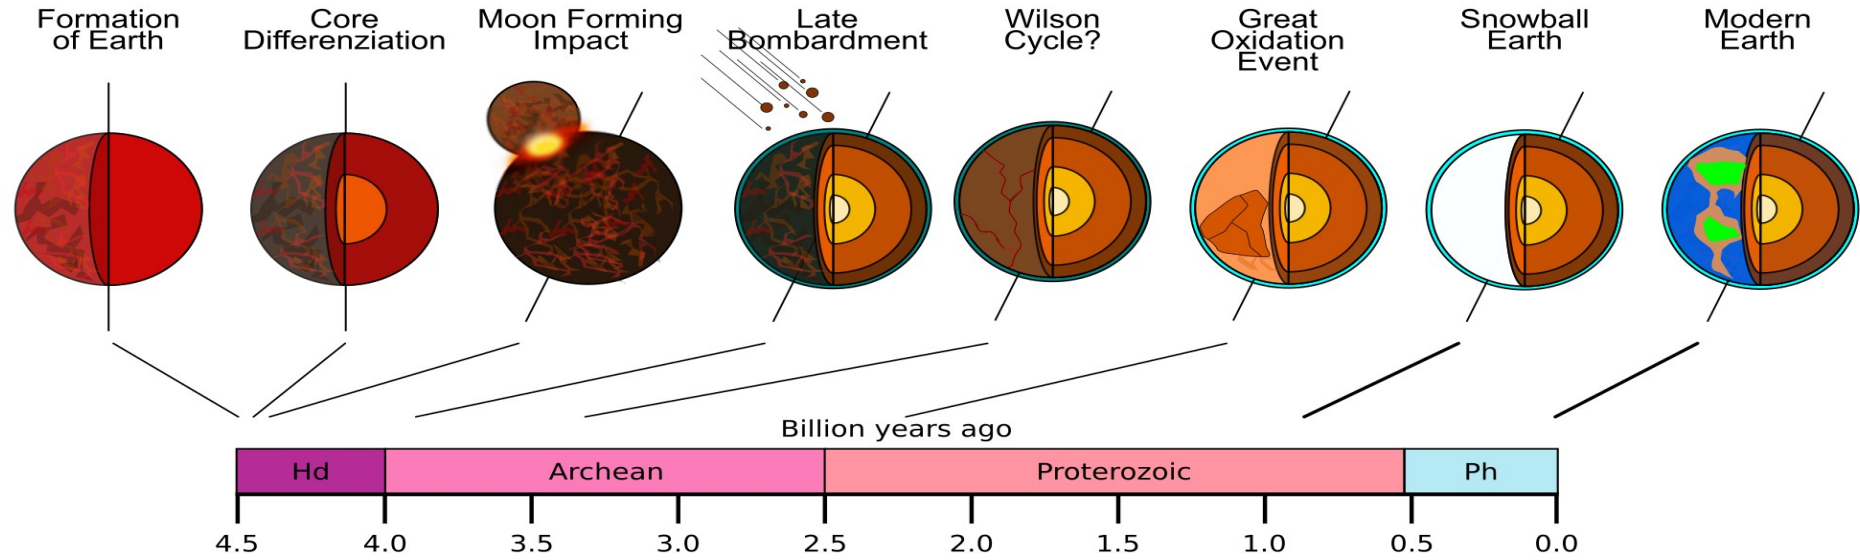 Formation
of Earth
Core
Differenziation
Moon Forming
Impact
Late
Bombardment
Wilson
Cycle?
Great
Oxidation
Event
Snowball
Earth
Modern
Earth
Billion years ago
Hd Archean Proterozoic Ph
4.5 4.0 3.5 3.0 2.5 2.0 1.5 1.0 0.5 0.0